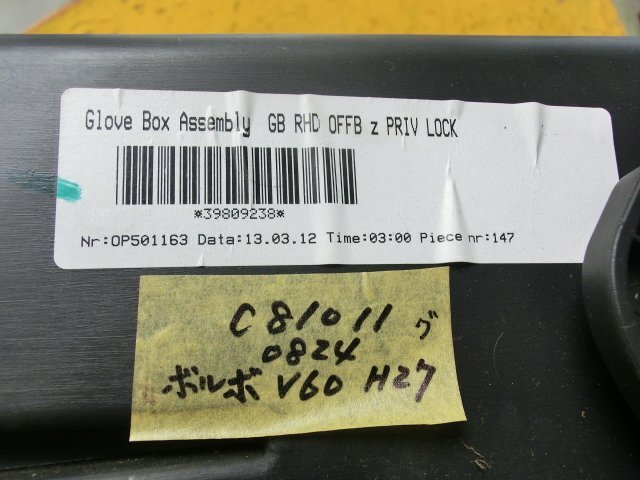 Glove Box Assembly GB RHD OFFB z PRIV LOCK
*39809238*
Nr:OP501163 Data:13.03.12 Time:03:00 Piece nr:147
C81011 グ
0824
ボルボ V60 H27